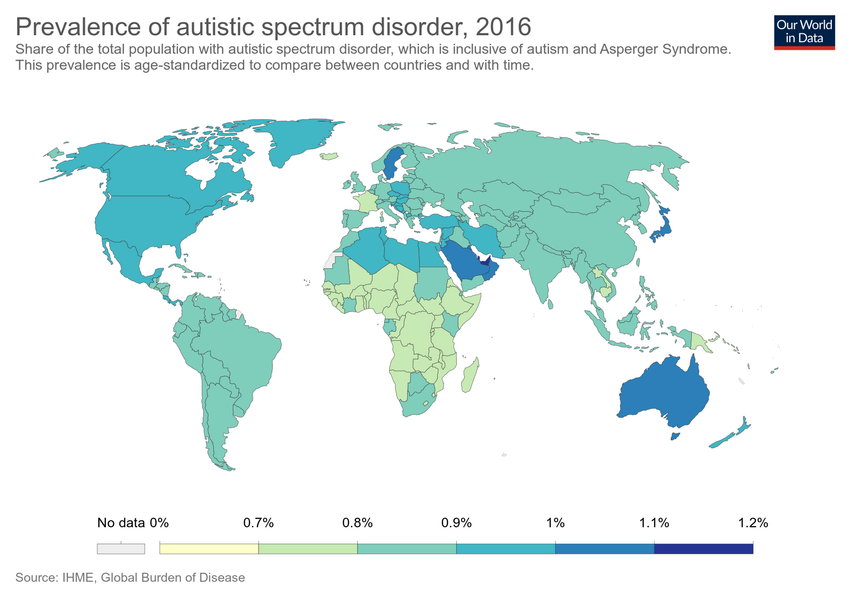 Prevalence of autistic spectrum disorder, 2016
Our World
in Data
Share of the total population with autistic spectrum disorder, which is inclusive of autism and Asperger Syndrome.
This prevalence is age-standardized to compare between countries and with time.
No data 0% 0.7% 0.8% 0.9% 1% 1.1% 1.2%
Source: IHME, Global Burden of Disease